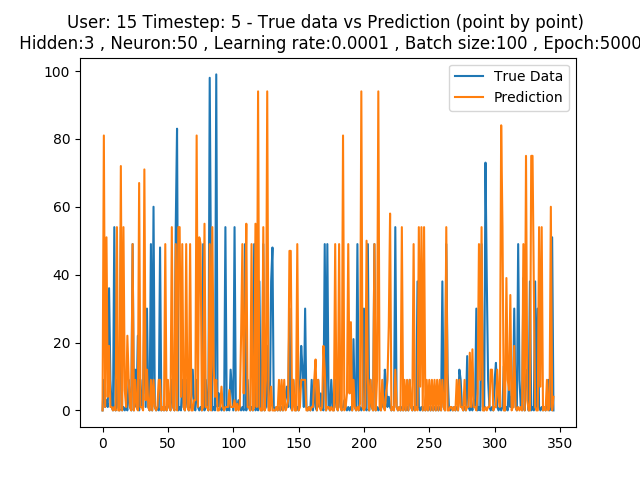 User: 15 Timestep: 5 - True data vs Prediction (point by point)
Hidden:3 , Neuron:50 , Learning rate:0.0001 , Batch size:100 , Epoch:5000
True Data
Prediction
100
80
60
40
20
0
0 50 100 150 200 250 300 350